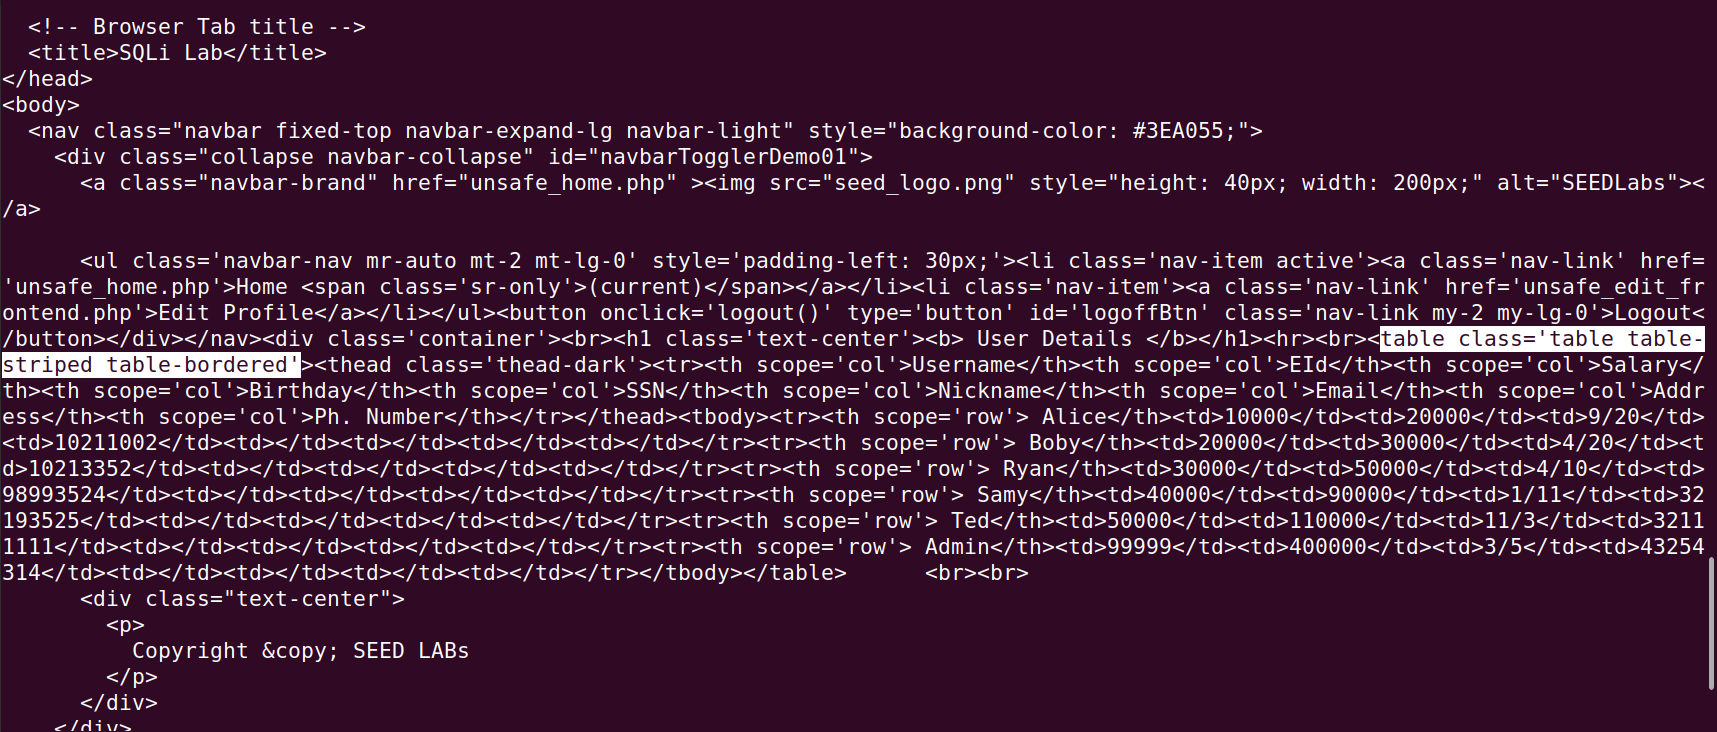 <!-- Browser Tab title -->
  <title>SQLi Lab</title>
</head>
<body>
  <nav class="navbar fixed-top navbar-expand-lg navbar-light" style="background-color: #3EA055;">
    <div class="collapse navbar-collapse" id="navbarTogglerDemo01">
      <a class="navbar-brand" href="unsafe_home.php" ><img src="seed_logo.png" style="height: 40px; width: 200px;" alt="SEEDLabs"><
/a>

      <ul class='navbar-nav mr-auto mt-2 mt-lg-0' style='padding-left: 30px;'><li class='nav-item active'><a class='nav-link' href=
'unsafe_home.php'>Home <span class='sr-only'>(current)</span></a></li><li class='nav-item'><a class='nav-link' href='unsafe_edit_fr
ontend.php'>Edit Profile</a></li></ul><button onclick='logout()' type='button' id='logoffBtn' class='nav-link my-2 my-lg-0'>Logout<
/button></div></nav><div class='container'><br><h1 class='text-center'><b> User Details </b></h1><hr><br><table class='table table-
striped table-bordered'><thead class='thead-dark'><tr><th scope='col'>Username</th><th scope='col'>EId</th><th scope='col'>Salary</
th><th scope='col'>Birthday</th><th scope='col'>SSN</th><th scope='col'>Nickname</th><th scope='col'>Email</th><th scope='col'>Addr
ess</th><th scope='col'>Ph. Number</th></tr></thead><tbody><tr><th scope='row'> Alice</th><td>10000</td><td>20000</td><td>9/20</td>
<td>10211002</td><td></td><td></td><td></td><td></td></tr><tr><th scope='row'> Boby</th><td>20000</td><td>30000</td><td>4/20</td><t
d>10213352</td><td></td><td></td><td></td><td></td></tr><tr><th scope='row'> Ryan</th><td>30000</td><td>50000</td><td>4/10</td><td>
98993524</td><td></td><td></td><td></td><td></td></tr><tr><th scope='row'> Samy</th><td>40000</td><td>90000</td><td>1/11</td><td>32
193525</td><td></td><td></td><td></td><td></td></tr><tr><th scope='row'> Ted</th><td>50000</td><td>110000</td><td>11/3</td><td>3211
1111</td><td></td><td></td><td></td><td></td></tr><tr><th scope='row'> Admin</th><td>99999</td><td>400000</td><td>3/5</td><td>43254
314</td><td></td><td></td><td></td><td></td></tr></tbody></table>      <br><br>
      <div class="text-center">
        <p>
          Copyright &copy; SEED LABs
        </p>
      </div>
    </div>